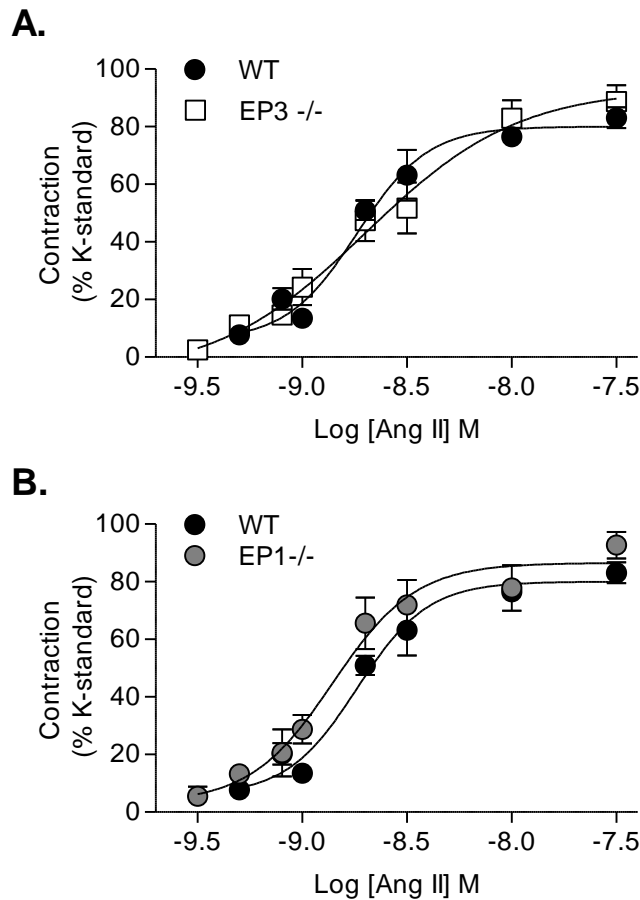 A.
WT
EP3 -/-
100
80
60
40
20
0
Contraction
(% K-standard)
-9.5 -9.0 -8.5 -8.0 -7.5
Log [Ang II] M
B.
WT
EP1-/-
100
80
60
40
20
0
Contraction
(% K-standard)
-9.5 -9.0 -8.5 -8.0 -7.5
Log [Ang II] M